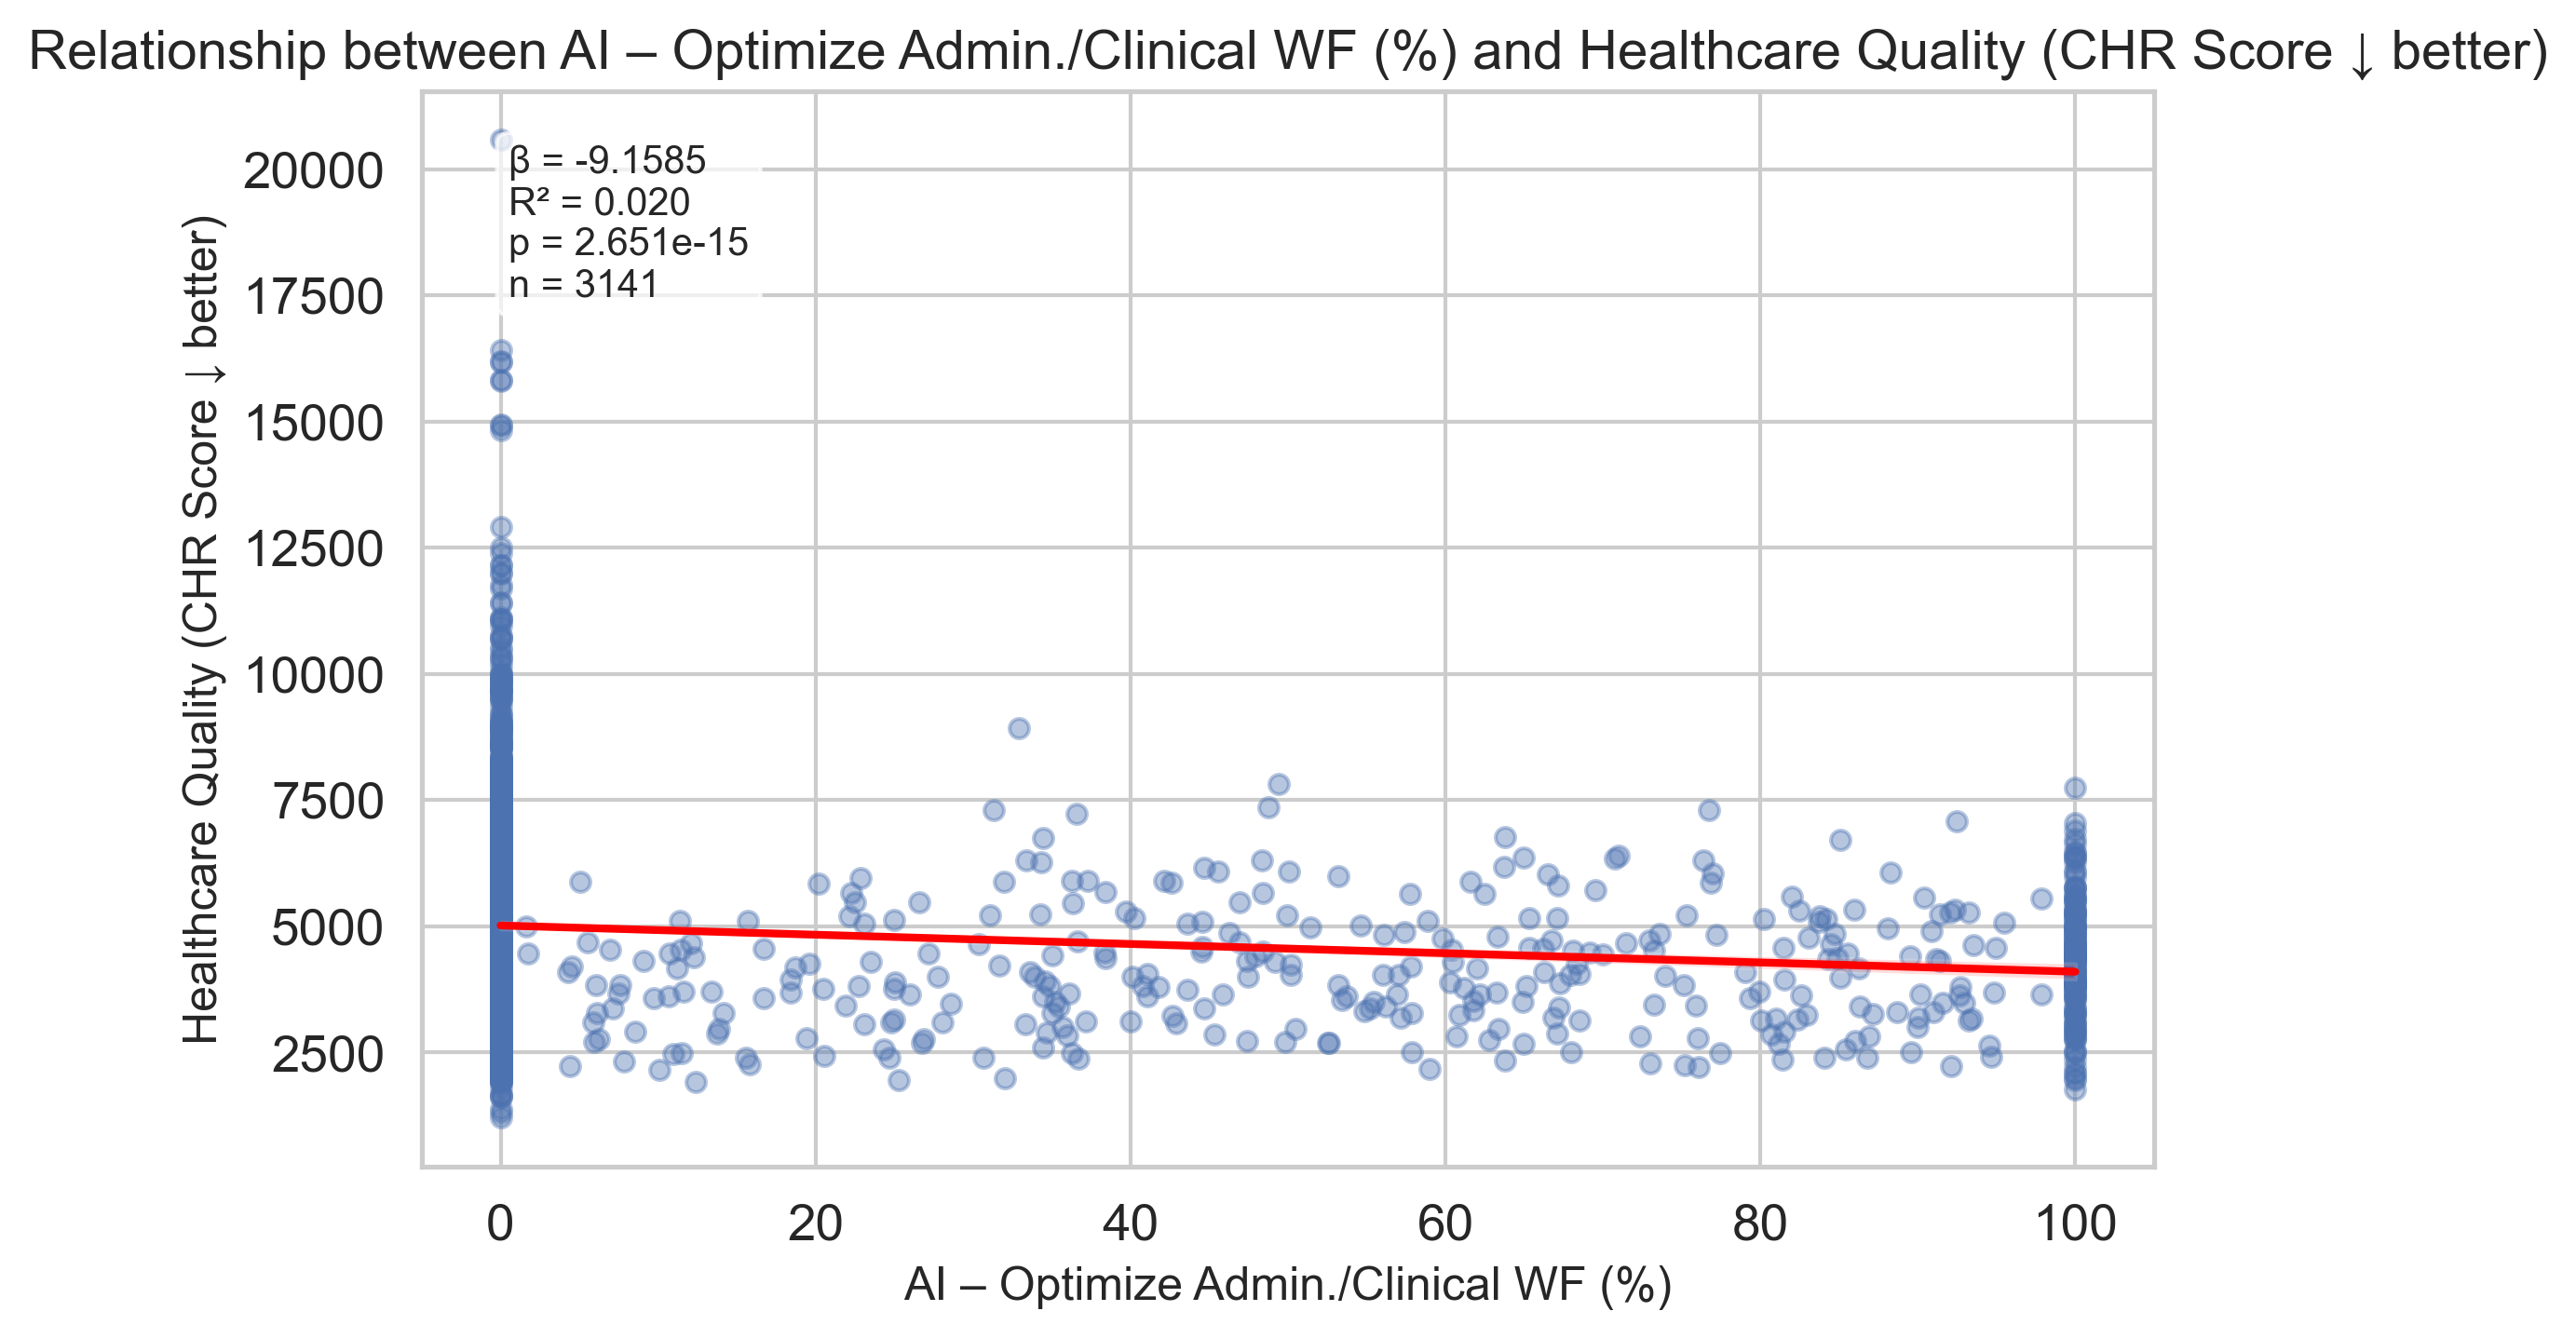 Relationship between AI – Optimize Admin./Clinical WF (%) and Healthcare Quality (CHR Score ↓ better)
β = -9.1585
R² = 0.020
p = 2.651e-15
n = 3141
Healthcare Quality (CHR Score ↓ better)
20000
17500
15000
12500
10000
7500
5000
2500
0 20 40 60 80 100
AI – Optimize Admin./Clinical WF (%)